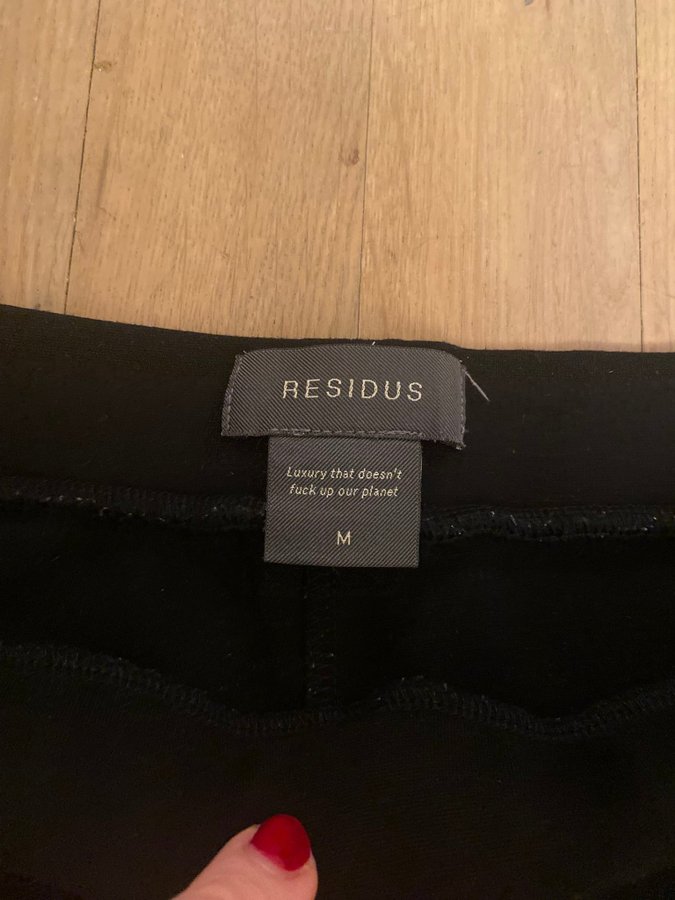 RESIDUS
Luxury that doesn't
fuck up our planet
M